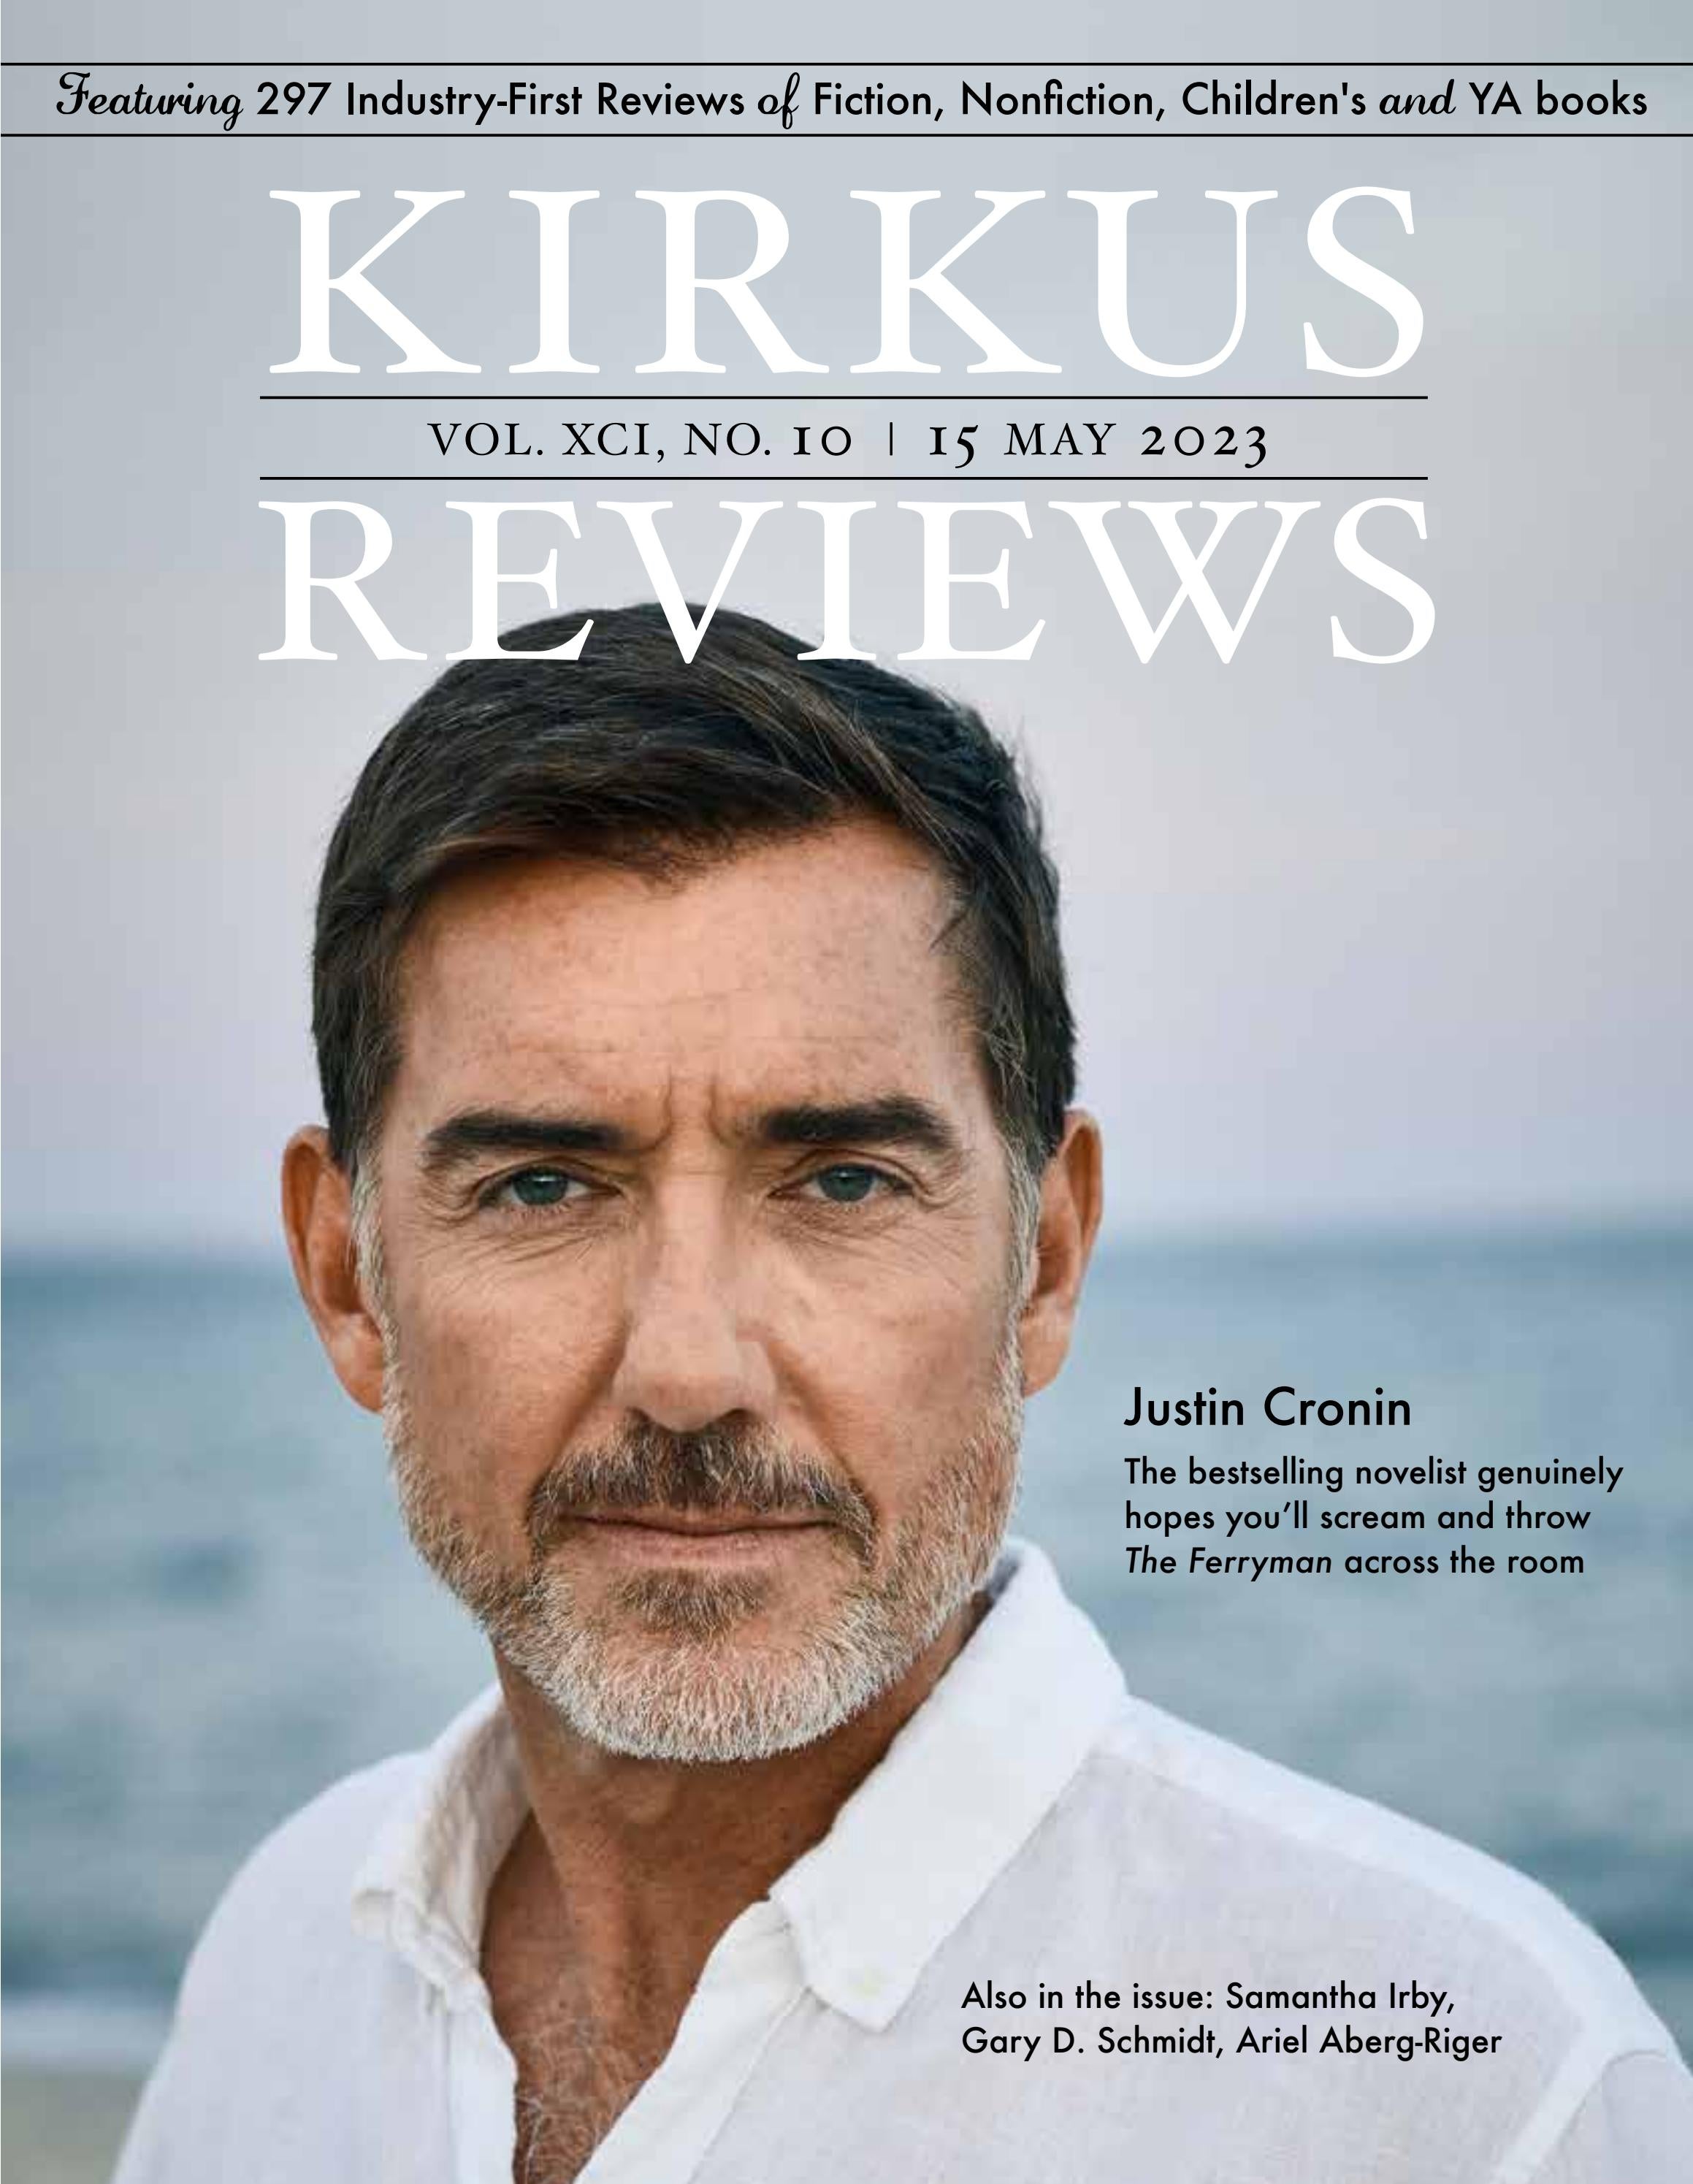 Featuring 297 Industry-First Reviews of Fiction, Nonfiction, Children's and YA books
KIRKUS
VOL. XCI, NO. 10 | 15 MAY 2023
REVIEWS
Justin Cronin
The bestselling novelist genuinely
hopes you’ll scream and throw
The Ferryman across the room
Also in the issue: Samantha Irby,
Gary D. Schmidt, Ariel Aberg-Riger